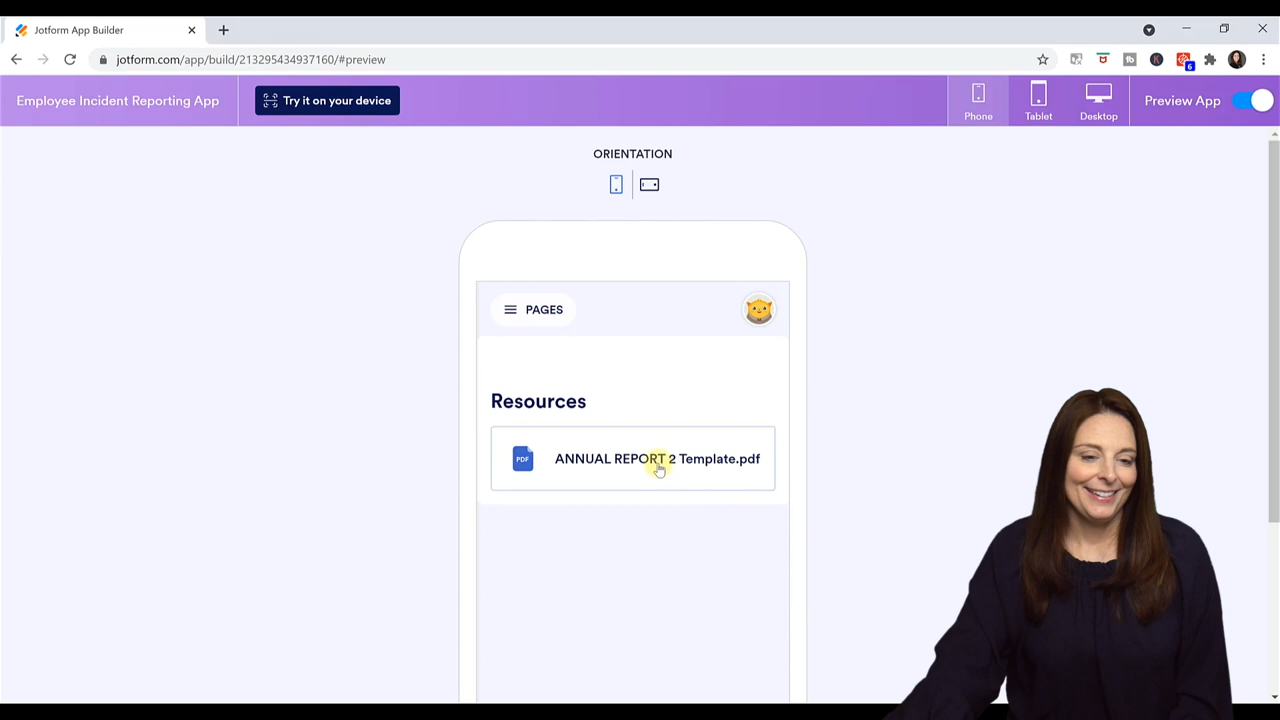 Jotform App Builder
jotform.com/app/build/213295434937160/#preview
6
Employee Incident Reporting App
Try it on your device
Phone
Tablet
Desktop
Preview App
ORIENTATION
PAGES
Resources
PDF
ANNUAL REPORT 2 Template.pdf